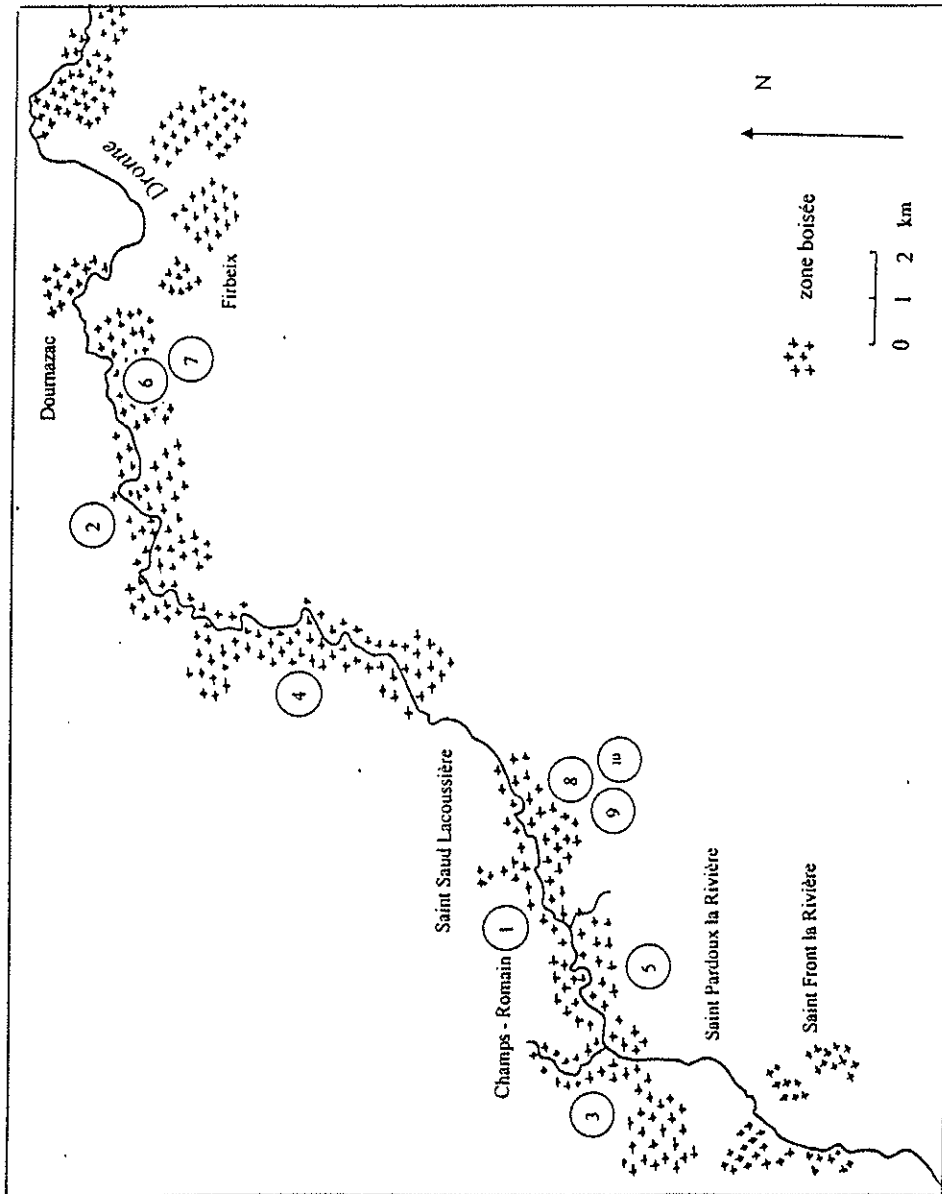 Dronne
Dournazac
Firbeix
6
7
2
4
N
zone boisée
0 1 2 km
Saint Saud Lacoussière
8
10
9
1
Champs - Romain
5
3
Saint Pardoux la Rivière
Saint Front la Rivière